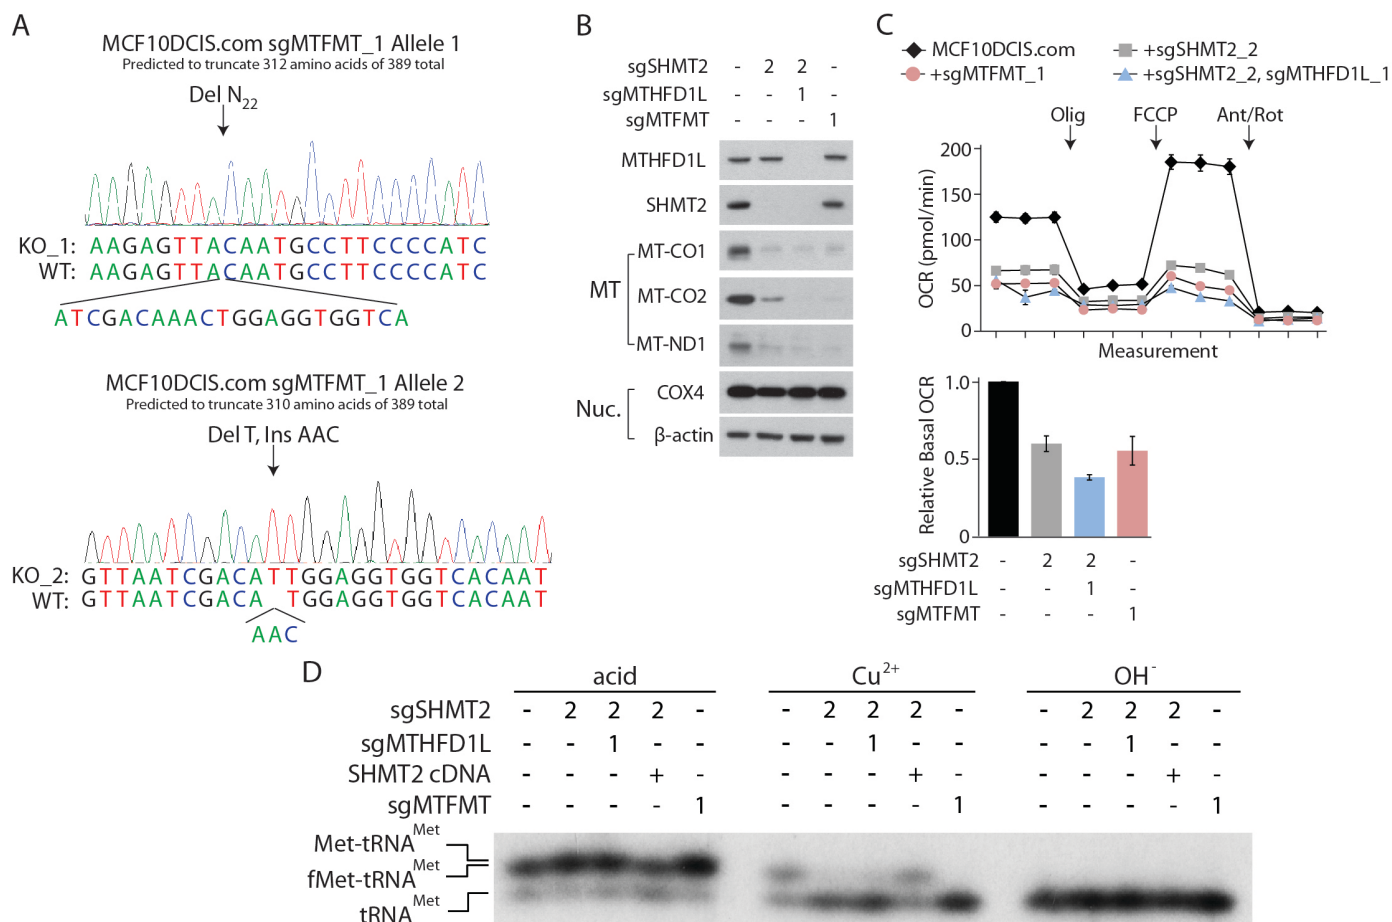 A
MCF10DCIS.com sgMTFMT_1 Allele 1
Predicted to truncate 312 amino acids of 389 total
Del N22
KO_1: AAGAGTTACAATGCCTTCCCCATC
WT: AAGAGTTACAATGCCTTCCCCATC
ATCGACAAACTGGAGGTGGTCA
MCF10DCIS.com sgMTFMT_1 Allele 2
Predicted to truncate 310 amino acids of 389 total
Del T, Ins AAC
KO_2: GTTAATCGACATTGGAGGTGGTCACAAT
WT: GTTAATCGACA TGGAGGTGGTCACAAT
AAC
B
sgSHMT2 - 2 2 -
sgMTHFD1L - - 1 -
sgMTFMT - - - 1
MTHFD1L
SHMT2
MT
MT-CO1
MT-CO2
MT-ND1
Nuc.
COX4
β-actin
C
MCF10DCIS.com
+sgSHMT2_2
+sgMTFMT_1
+sgSHMT2_2, sgMTHFD1L_1
Olig FCCP Ant/Rot
OCR (pmol/min)
200
150
100
50
0
Measurement
Relative Basal OCR
1.0
0.5
0
sgSHMT2 - 2 2 -
sgMTHFD1L - - 1 -
sgMTFMT - - - 1
D
acid Cu2+ OH-
sgSHMT2 - 2 2 2 - - 2 2 2 - - 2 2 2 -
sgMTHFD1L - - 1 - - - - 1 - - - - 1 - -
SHMT2 cDNA - - - + - - - - + - - - - + -
sgMTFMT - - - - 1 - - - - 1 - - - - 1
Met-tRNAMet
fMet-tRNAMet
tRNAMet